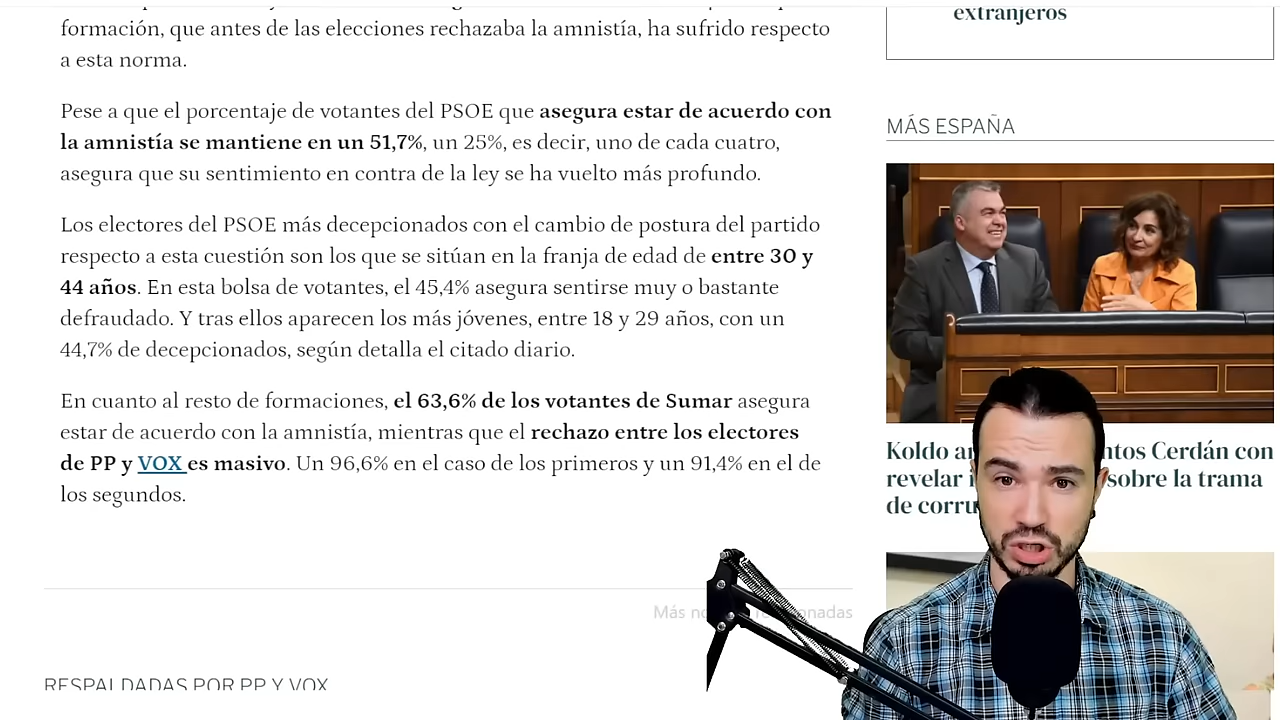 formación, que antes de las elecciones rechazaba la amnistía, ha sufrido respecto
a esta norma.
Pese a que el porcentaje de votantes del PSOE que asegura estar de acuerdo con
la amnistía se mantiene en un 51,7%, un 25%, es decir, uno de cada cuatro,
asegura que su sentimiento en contra de la ley se ha vuelto más profundo.
Los electores del PSOE más decepcionados con el cambio de postura del partido
respecto a esta cuestión son los que se sitúan en la franja de edad de entre 30 y
44 años. En esta bolsa de votantes, el 45,4% asegura sentirse muy o bastante
defraudado. Y tras ellos aparecen los más jóvenes, entre 18 y 29 años, con un
44,7% de decepcionados, según detalla el citado diario.
En cuanto al resto de formaciones, el 63,6% de los votantes de Sumar asegura
estar de acuerdo con la amnistía, mientras que el rechazo entre los electores
de PP y VOX es masivo. Un 96,6% en el caso de los primeros y un 91,4% en el de
los segundos.
Más
RESPALDADAS POR PP Y VOX
extranjeros
MÁS ESPAÑA
Koldo Cerdán con
revelar sobre la trama
de